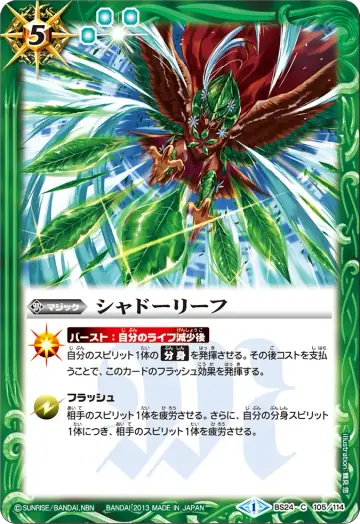 5
マジック シャドーリーフ
バースト：自分のライフ減少後
自分のスピリット1体の分身を発揮させる。その後コストを支払
うことで、このカードのフラッシュ効果を発揮する。
フラッシュ
相手のスピリット1体を疲労させる。さらに、自分の分身スピリット
1体につき、相手のスピリット1体を疲労させる。
©SUNRISE/BANDAI,NBN BANDAI 2013 MADE IN JAPAN 1 BS24 C 105/114